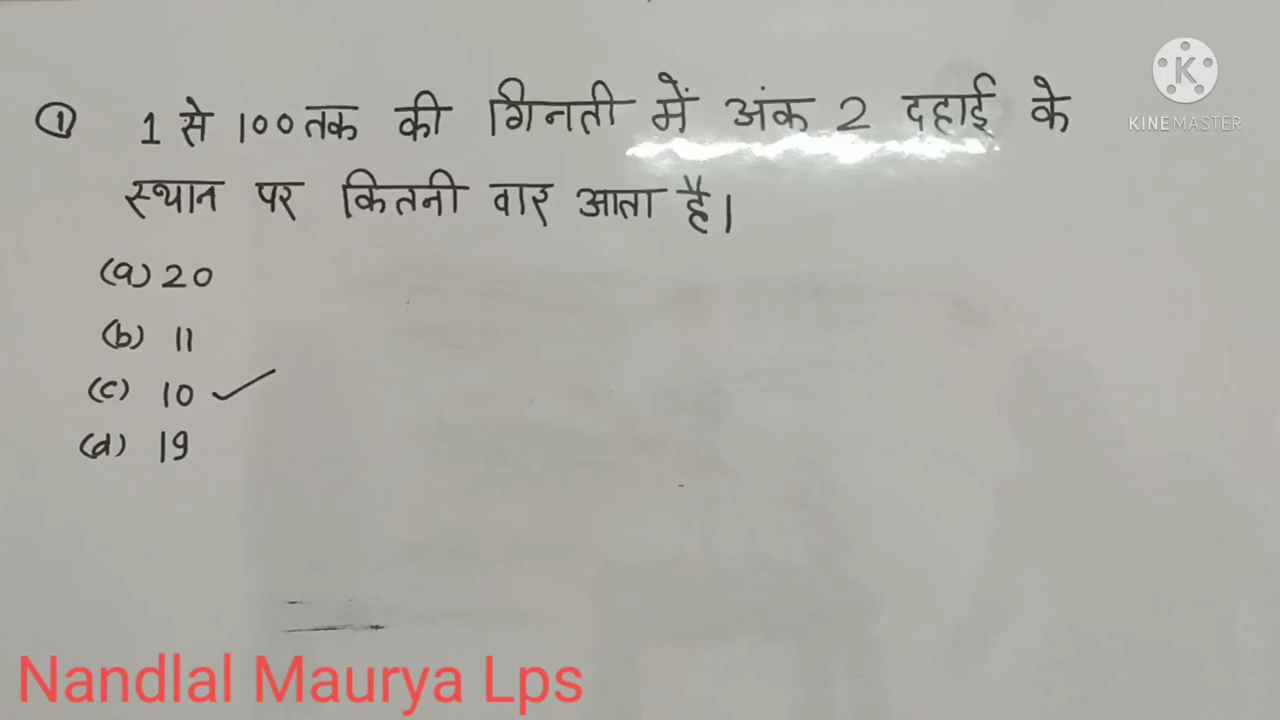 ① 1 से 100 तक की गिनती में अंक 2 दहाई के
स्थान पर कितनी वार आता है।
(a) 20
(b) 11
(c) 10 ✓
(d) 19
K
KINEMASTER
Nandlal Maurya Lps